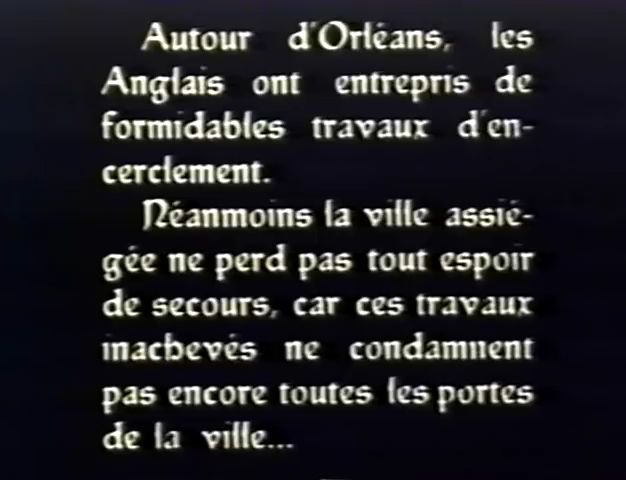 Autour d'Orléans, les
Anglais ont entrepris de
formidables travaux d'en-
cerclement.
Néanmoins la ville assié-
gée ne perd pas tout espoir
de secours, car ces travaux
inachevés ne condamnent
pas encore toutes les portes
de la ville...